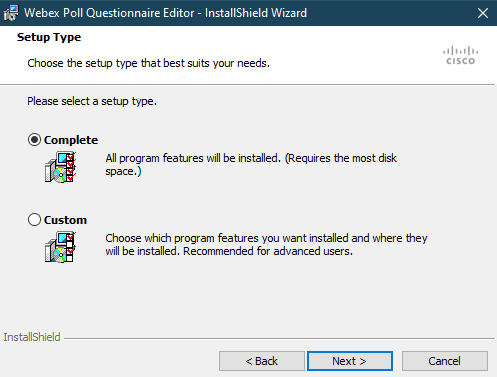 Webex Poll Questionnaire Editor - InstallShield Wizard
Setup Type
Choose the setup type that best suits your needs.
CISCO
Please select a setup type.
Complete
All program features will be installed. (Requires the most disk
space.)
Custom
Choose which program features you want installed and where they
will be installed. Recommended for advanced users.
InstallShield
< Back
Next >
Cancel